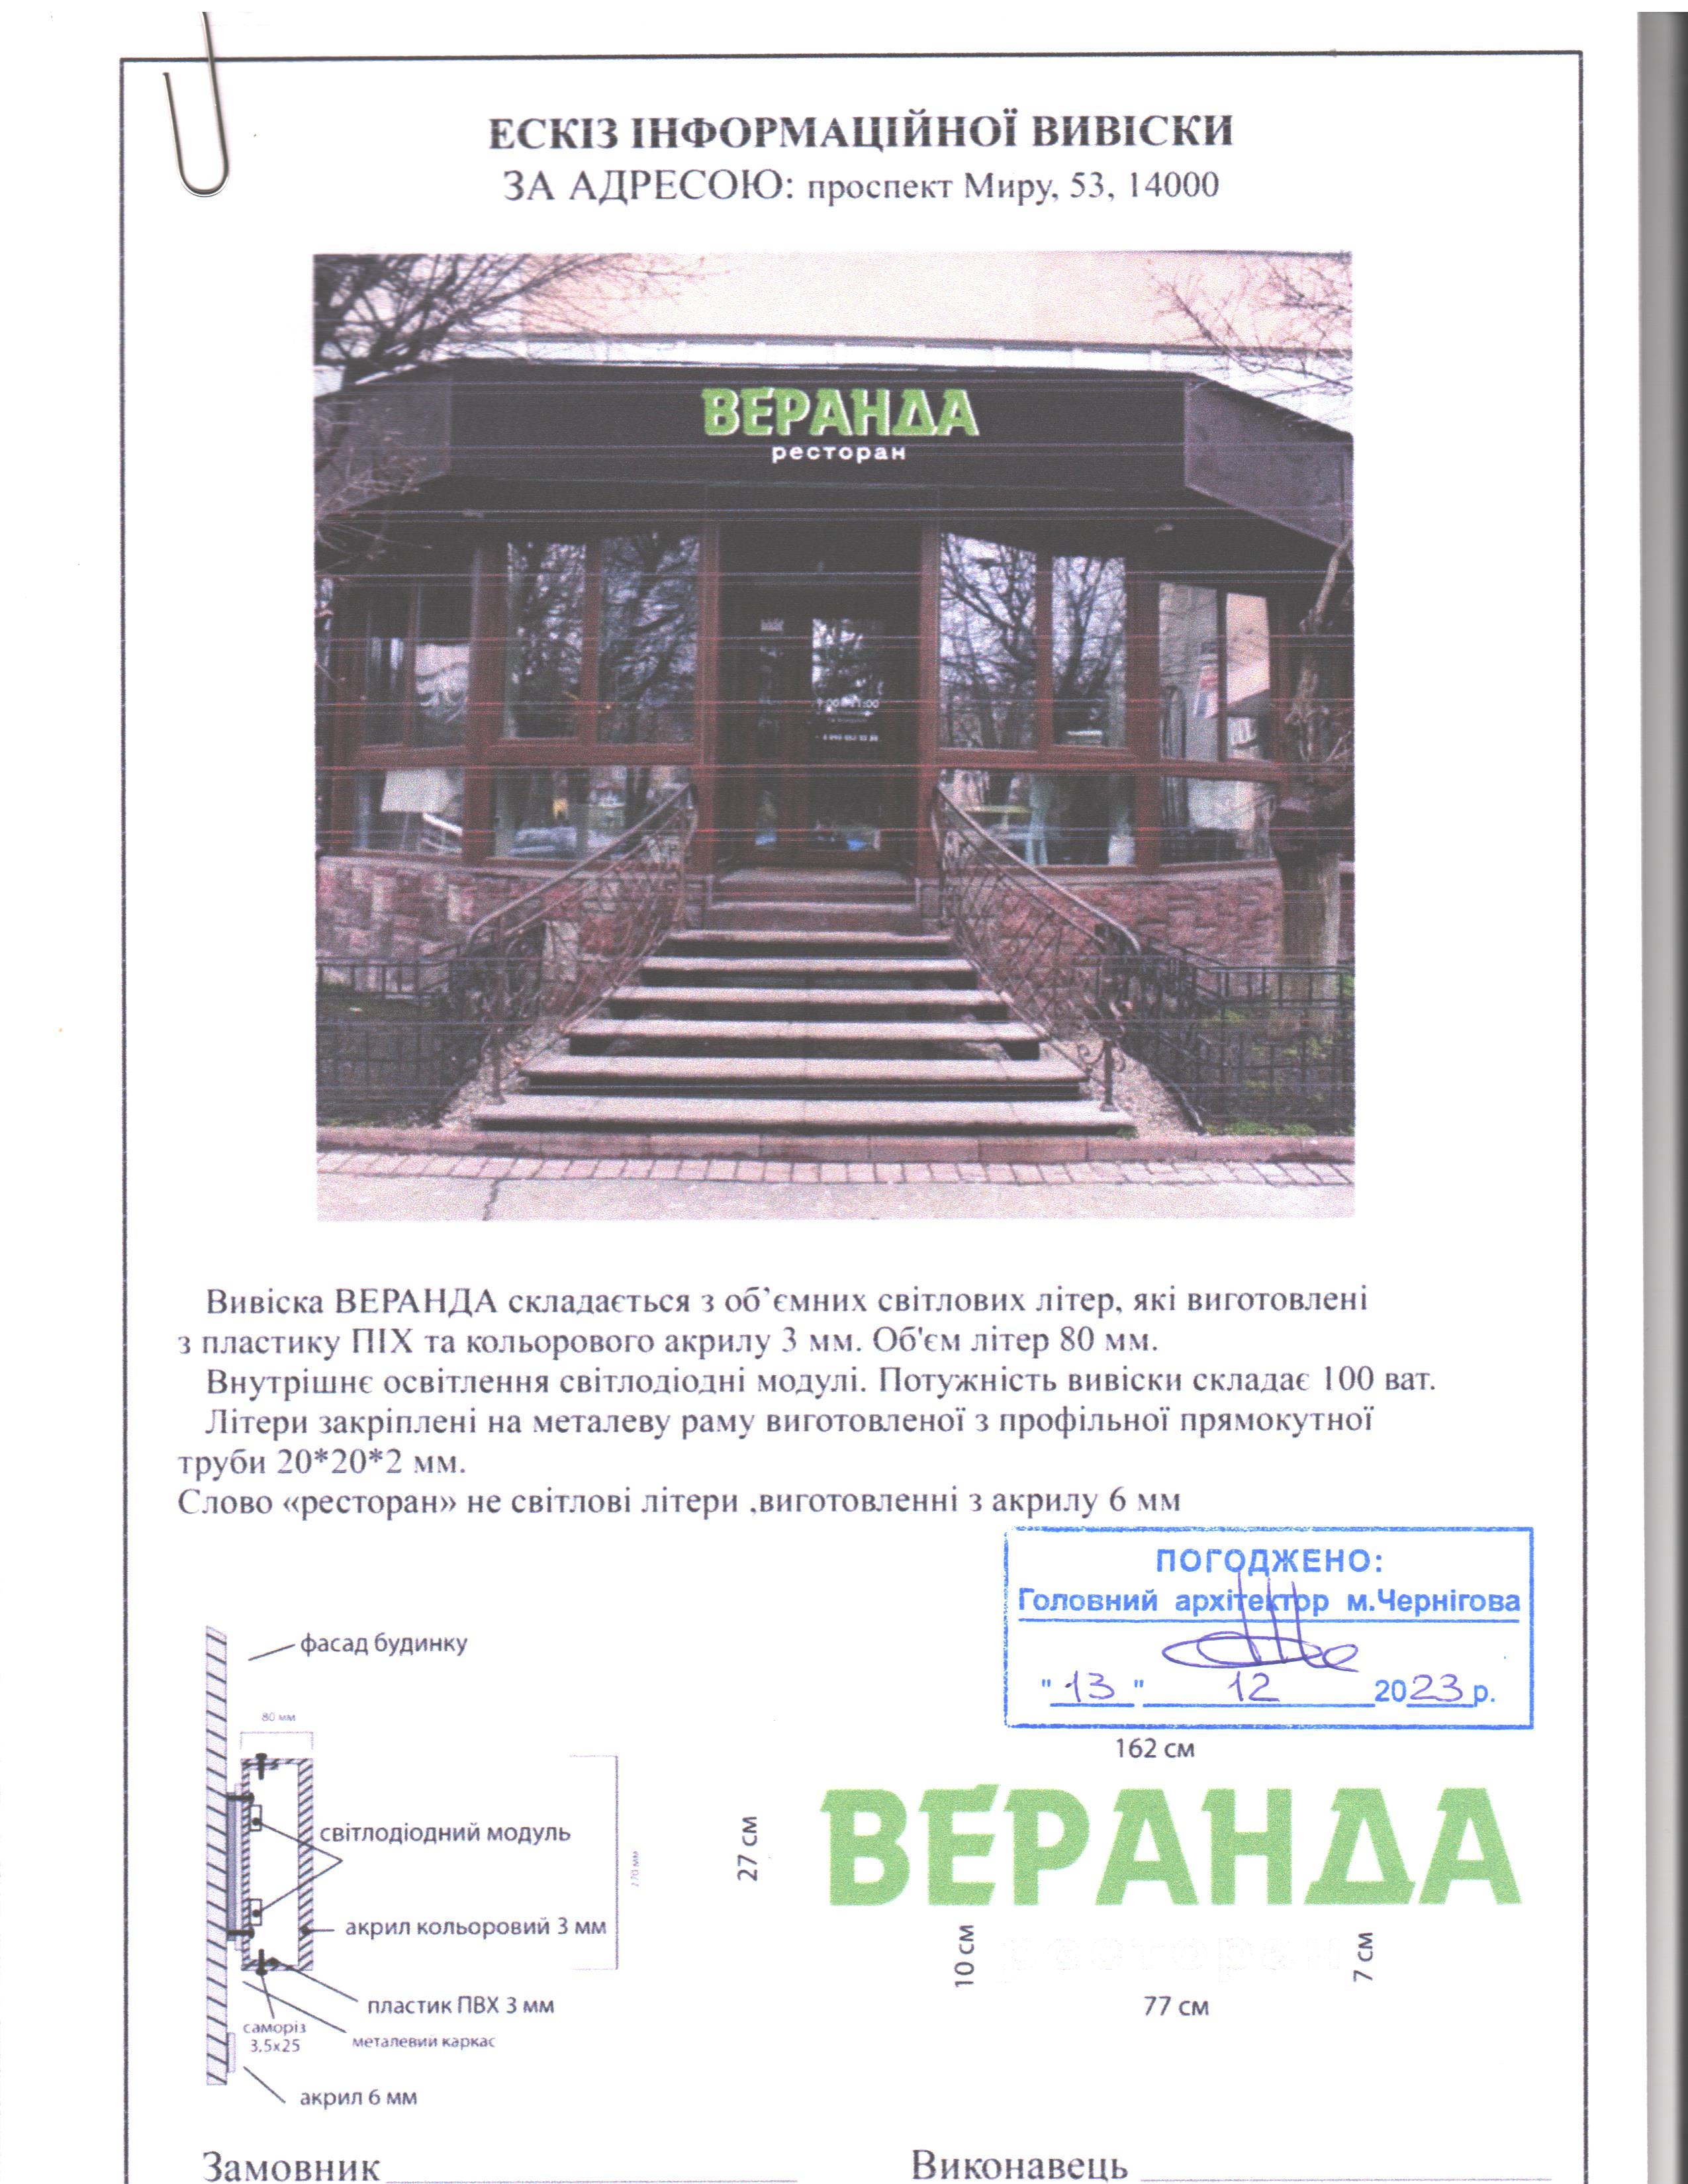 ЕСКІЗ ІНФОРМАЦІЙНОЇ ВИВІСКИ
ЗА АДРЕСОЮ: проспект Миру, 53, 14000
ВЕРАНДА
ресторан
Вивіска ВЕРАНДА складається з об’ємних світлових літер, які виготовлені
з пластику ПІХ та кольорового акрилу 3 мм. Об'єм літер 80 мм.
Внутрішнє освітлення світлодіодні модулі. Потужність вивіски складає 100 ват.
Літери закріплені на металеву раму виготовленої з профільної прямокутної
труби 20*20*2 мм.
Слово «ресторан» не світлові літери ,виготовленні з акрилу 6 мм
ПОГОДЖЕНО:
Головний архітектор м.Чернігова
"13" 12 2023р.
фасад будинку
80 мм
світлодіодний модуль
270 мм
акрил кольоровий 3 мм
пластик ПВХ 3 мм
саморіз
3,5х25
металевий каркас
акрил 6 мм
162 см
27 см
ВЕРАНДА
10 см
ресторан
7 см
77 см
Замовник
Виконавець